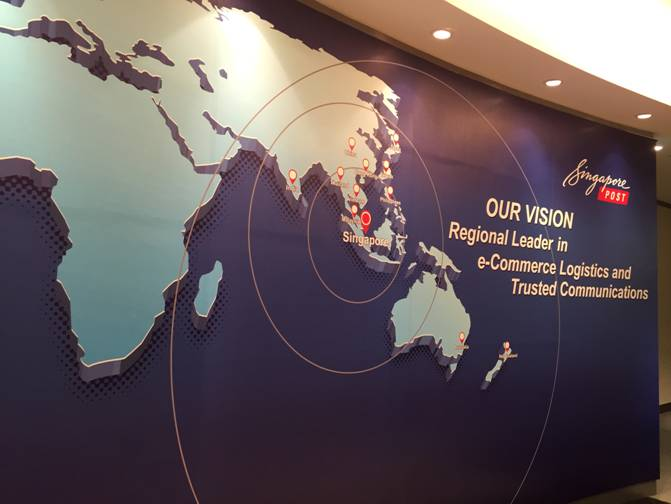 Singapore
POST
OUR VISION
Regional Leader in
e-Commerce Logistics and
Trusted Communications
Singapore